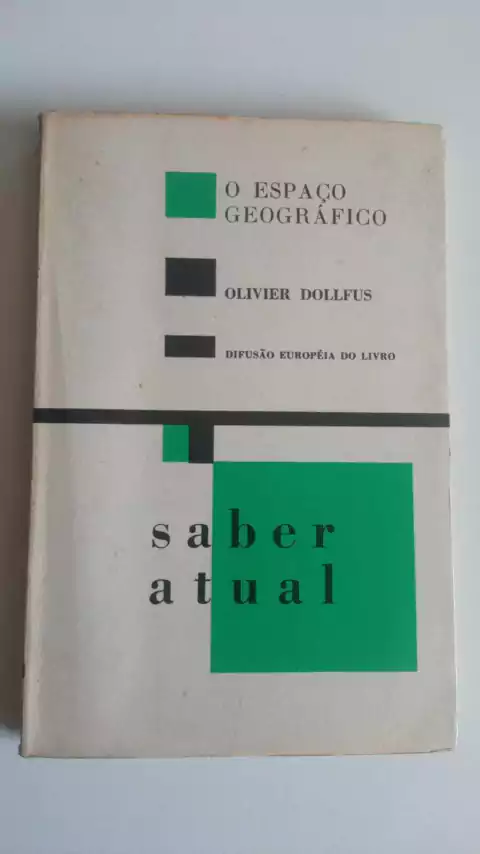 O ESPAÇO
GEOGRÁFICO
OLIVIER DOLLFUS
DIFUSÃO EUROPÉIA DO LIVRO
saber
atual